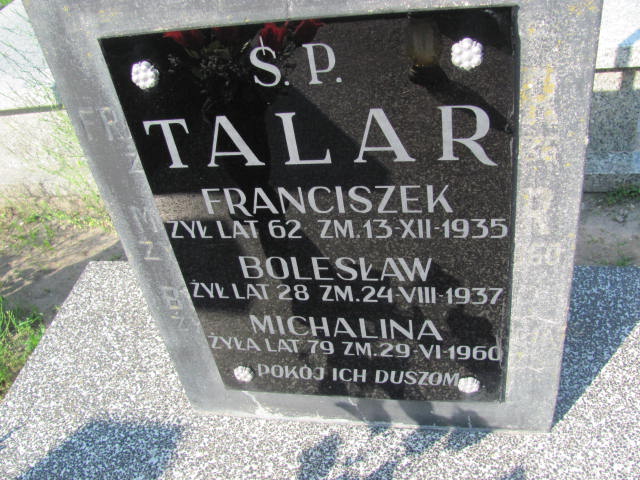 Ś.P.
TALAR
FRANCISZEK
ŻYŁ LAT 62 ZM. 13-XII-1935
BOLESŁAW
ŻYŁ LAT 28 ZM. 24-VIII-1937
MICHALINA
ŻYŁA LAT 79 ZM. 29-VI-1960
POKÓJ ICH DUSZOM